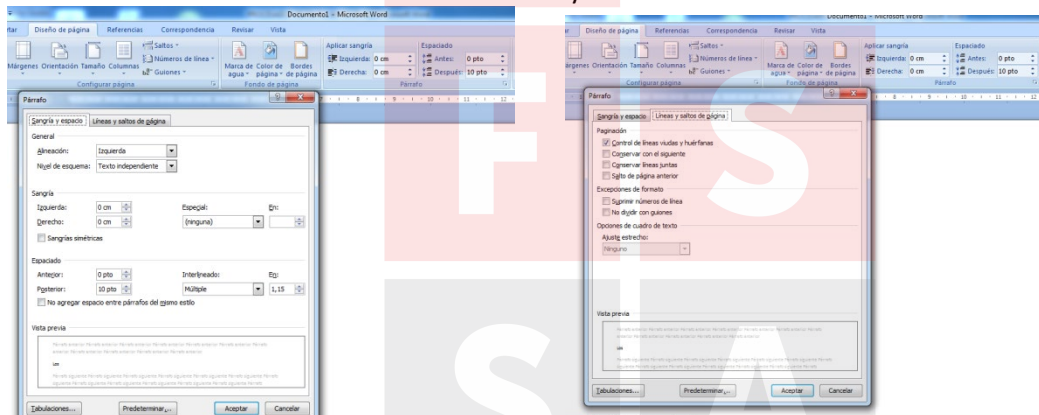 Documento1 - Microsoft Word
Diseño de página Referencias Correspondencia Revisar Vista
Saltos
Números de línea
Márgenes Orientación Tamaño Columnas
Guiones
Marca de agua Color de página Bordes de página
Aplicar sangría
Izquierda: 0 cm
Derecha: 0 cm
Espaciado
Antes: 0 pto
Después: 10 pto
Configurar página Fondo de página Párrafo
Párrafo
Sangría y espacio Líneas y saltos de página
General
Alineación: Izquierda
Nivel de esquema: Texto independiente
Sangría
Izquierda: 0 cm Especial: En:
Derecho: 0 cm (ninguna)
Sangrías simétricas
Espaciado
Anterior: 0 pto Interlineado: En:
Posterior: 10 pto Múltiple 1,15
No agregar espacio entre párrafos del mismo estilo
Vista previa
Tabulaciones... Predeterminar... Aceptar Cancelar
Documento1 - Microsoft Word
Diseño de página Referencias Correspondencia Revisar Vista
Saltos
Números de línea
Orientación Tamaño Columnas
Guiones
Marca de agua Color de página Bordes de página
Aplicar sangría
Izquierda: 0 cm
Derecha: 0 cm
Espaciado
Antes: 0 pto
Después: 10 pto
Configurar página Fondo de página Párrafo
Párrafo
Sangría y espacio Líneas y saltos de página
Paginación
Control de líneas viudas y huérfanas
Conservar con el siguiente
Conservar líneas juntas
Salto de página anterior
Excepciones de formato
Suprimir números de línea
No dividir con guiones
Opciones de cuadro de texto
Ajuste estrecho:
Ninguno
Vista previa
Tabulaciones... Predeterminar... Aceptar Cancelar
F S
S A